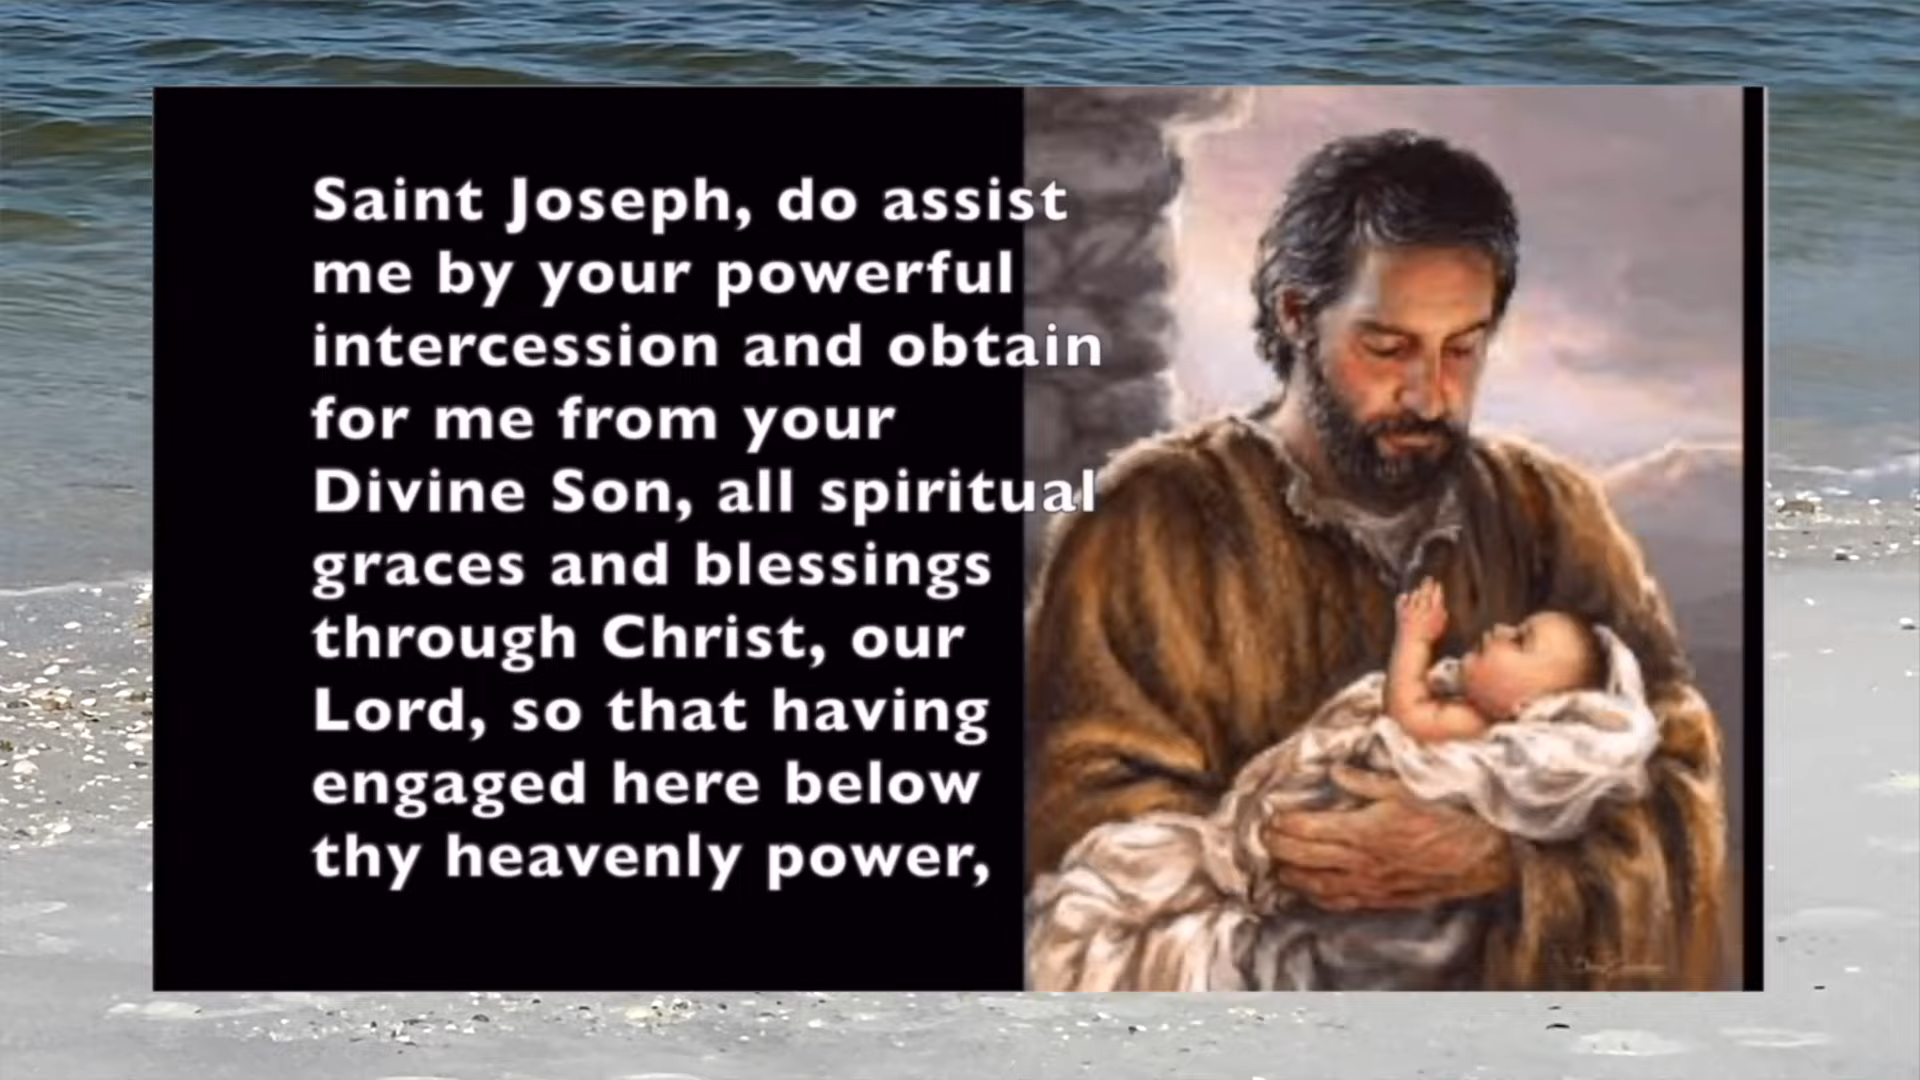 Saint Joseph, do assist
me by your powerful
intercession and obtain
for me from your
Divine Son, all spiritual
graces and blessings
through Christ, our
Lord, so that having
engaged here below
thy heavenly power,